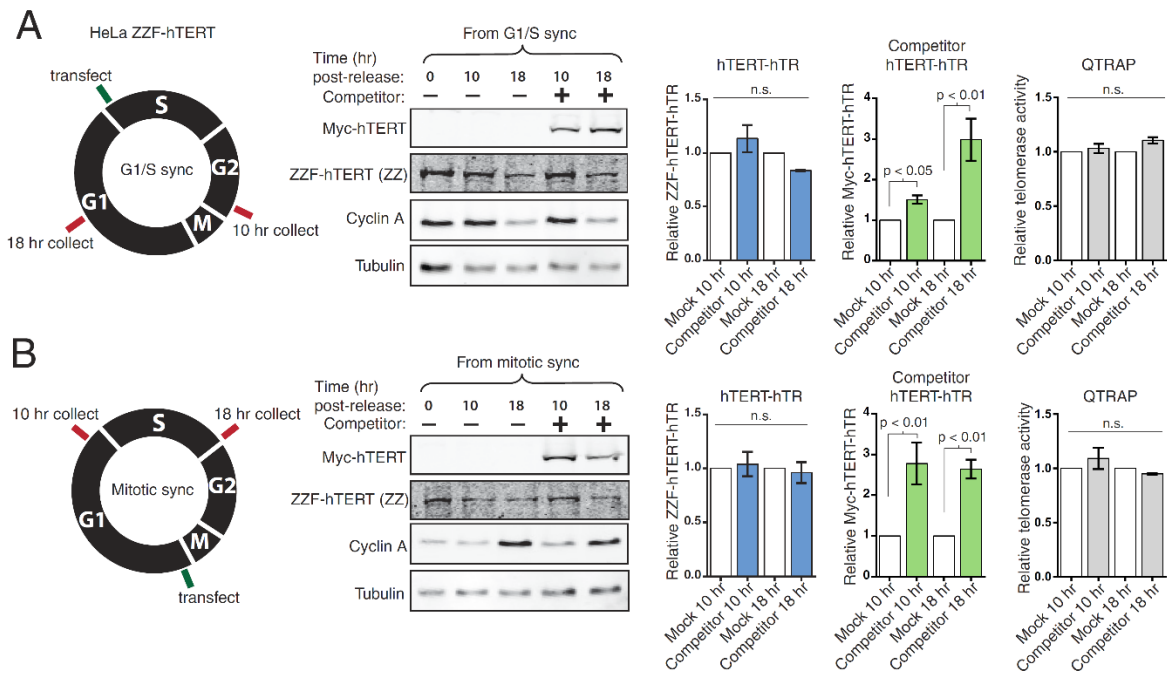 A
HeLa ZZF-hTERT
transfect
S
G2
M
G1
G1/S sync
18 hr collect
10 hr collect
From G1/S sync
Time (hr)
post-release:
0 10 18 10 18
Competitor:
− − − + +
Myc-hTERT
ZZF-hTERT (ZZ)
Cyclin A
Tubulin
hTERT-hTR
n.s.
Relative ZZF-hTERT-hTR
1.5
1.0
0.5
0.0
Mock 10 hr
Competitor 10 hr
Mock 18 hr
Competitor 18 hr
Competitor
hTERT-hTR
p < 0.01
p < 0.05
Relative Myc-hTERT-hTR
4
3
2
1
0
Mock 10 hr
Competitor 10 hr
Mock 18 hr
Competitor 18 hr
QTRAP
n.s.
Relative telomerase activity
1.5
1.0
0.5
0.0
Mock 10 hr
Competitor 10 hr
Mock 18 hr
Competitor 18 hr
B
10 hr collect
18 hr collect
S
G2
M
G1
Mitotic sync
transfect
From mitotic sync
Time (hr)
post-release:
0 10 18 10 18
Competitor:
− − − + +
Myc-hTERT
ZZF-hTERT (ZZ)
Cyclin A
Tubulin
hTERT-hTR
n.s.
Relative ZZF-hTERT-hTR
1.5
1.0
0.5
0.0
Mock 10 hr
Competitor 10 hr
Mock 18 hr
Competitor 18 hr
Competitor
hTERT-hTR
p < 0.01
p < 0.01
Relative Myc-hTERT-hTR
4
3
2
1
0
Mock 10 hr
Competitor 10 hr
Mock 18 hr
Competitor 18 hr
QTRAP
n.s.
Relative telomerase activity
1.5
1.0
0.5
0.0
Mock 10 hr
Competitor 10 hr
Mock 18 hr
Competitor 18 hr